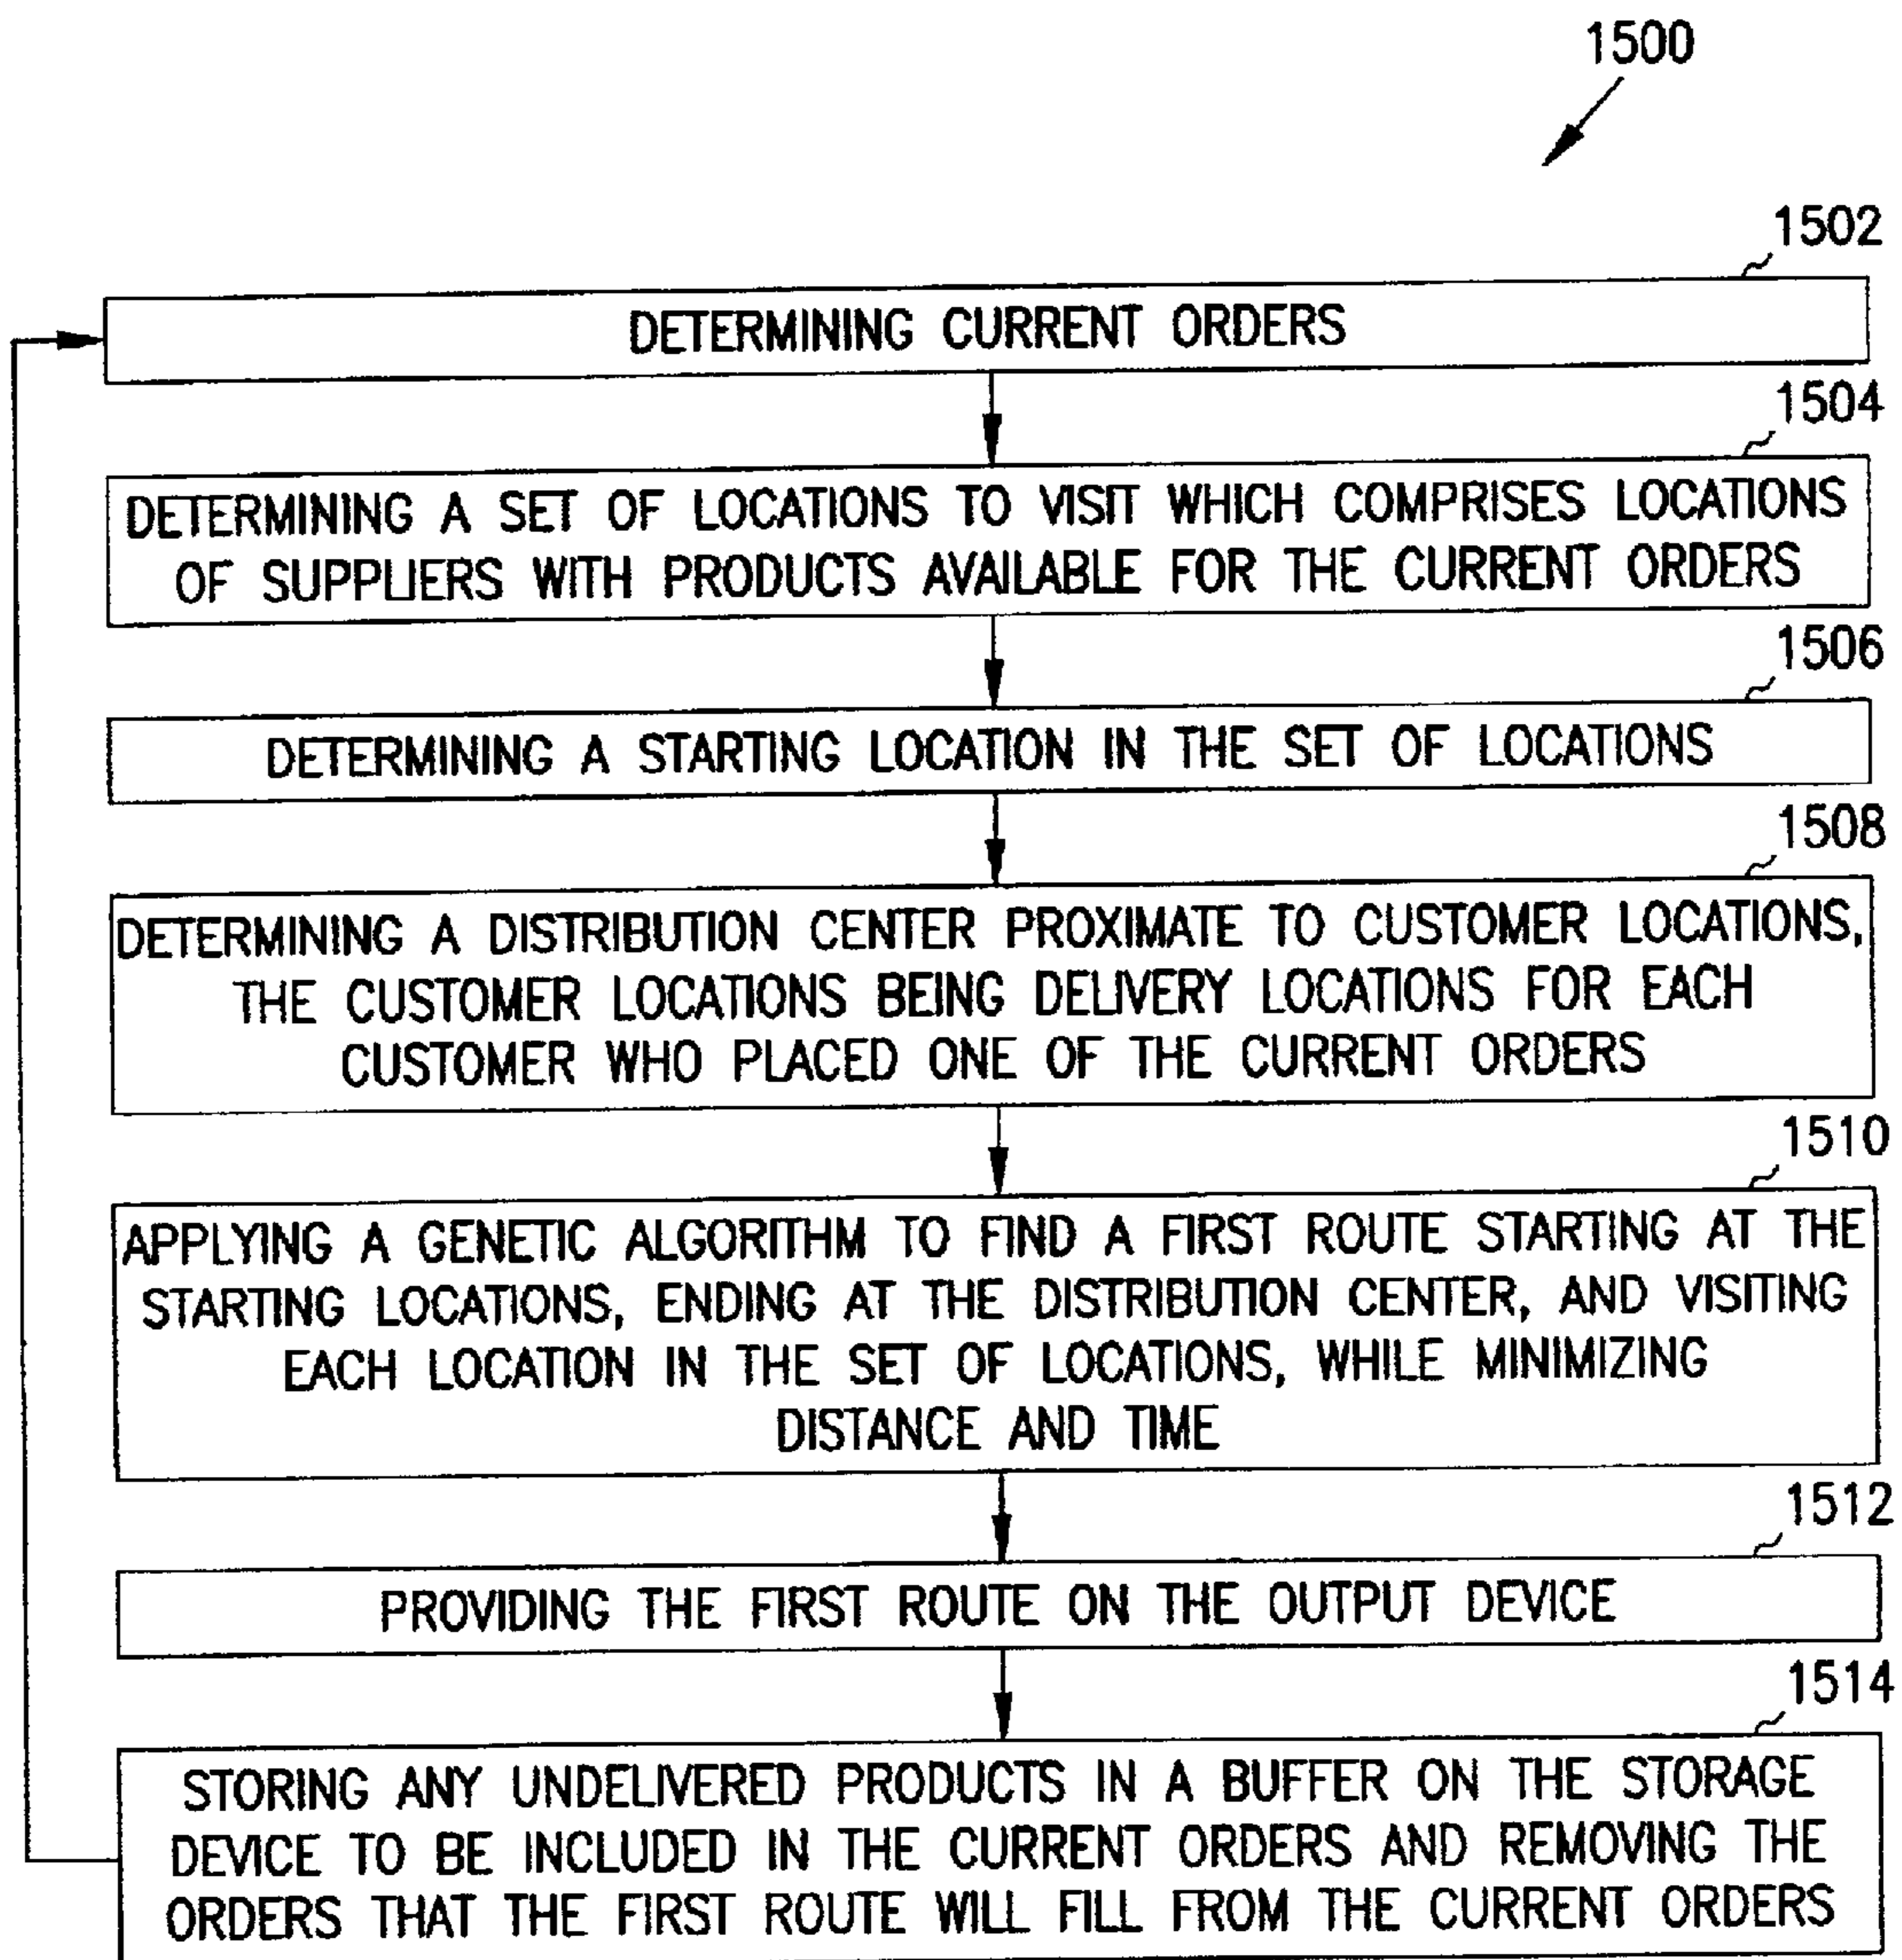 1500
1502
DETERMINING CURRENT ORDERS
1504
DETERMINING A SET OF LOCATIONS TO VISIT WHICH COMPRISES LOCATIONS
OF SUPPLIERS WITH PRODUCTS AVAILABLE FOR THE CURRENT ORDERS
1506
DETERMINING A STARTING LOCATION IN THE SET OF LOCATIONS
1508
DETERMINING A DISTRIBUTION CENTER PROXIMATE TO CUSTOMER LOCATIONS,
THE CUSTOMER LOCATIONS BEING DELIVERY LOCATIONS FOR EACH
CUSTOMER WHO PLACED ONE OF THE CURRENT ORDERS
1510
APPLYING A GENETIC ALGORITHM TO FIND A FIRST ROUTE STARTING AT THE
STARTING LOCATIONS, ENDING AT THE DISTRIBUTION CENTER, AND VISITING
EACH LOCATION IN THE SET OF LOCATIONS, WHILE MINIMIZING
DISTANCE AND TIME
1512
PROVIDING THE FIRST ROUTE ON THE OUTPUT DEVICE
1514
STORING ANY UNDELIVERED PRODUCTS IN A BUFFER ON THE STORAGE
DEVICE TO BE INCLUDED IN THE CURRENT ORDERS AND REMOVING THE
ORDERS THAT THE FIRST ROUTE WILL FILL FROM THE CURRENT ORDERS